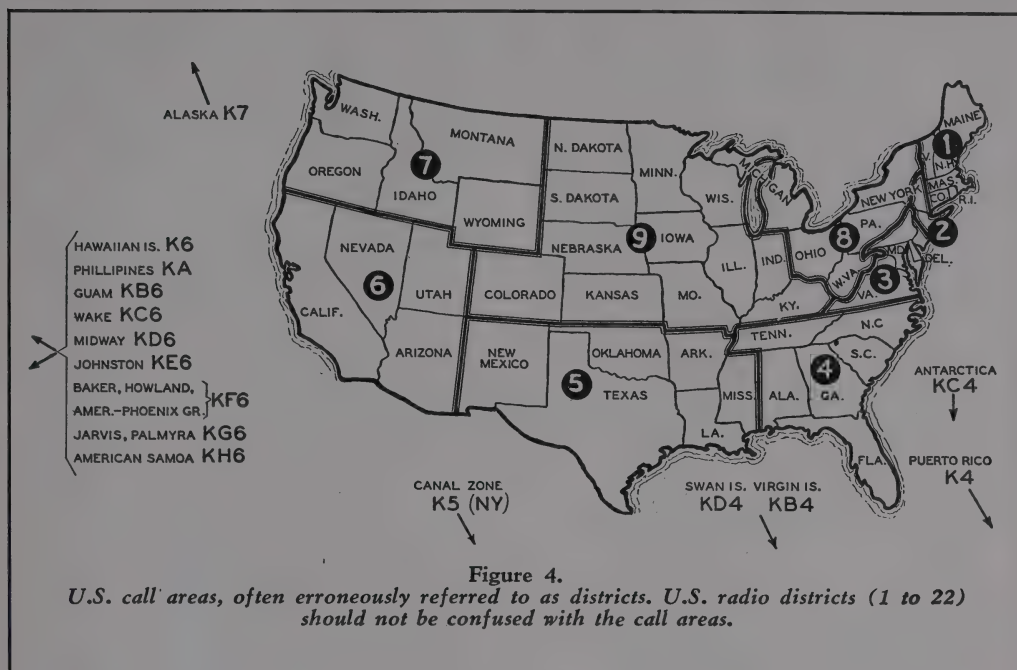 ALASKA K7
HAWAIIAN IS. K6
PHILLIPINES KA
GUAM KB6
WAKE KC6
MIDWAY KD6
JOHNSTON KE6
BAKER, HOWLAND,
AMER.-PHOENIX GR. KF6
JARVIS, PALMYRA KG6
AMERICAN SAMOA KH6
WASH.
OREGON
MONTANA
7
IDAHO
WYOMING
NEVADA
6
UTAH
CALIF.
ARIZONA
N. DAKOTA
S. DAKOTA
NEBRASKA
9
IOWA
MINN.
WIS.
MICHIGAN
ILL.
IND.
COLORADO
KANSAS
MO.
KY.
OHIO
8
PA.
W.VA.
NEW YORK
1
MAINE
V.
N.H.
MAS.
CO.
R.I.
2
MD.
DEL.
3
VA.
NEW MEXICO
OKLAHOMA
5
TEXAS
ARK.
LA.
MISS.
TENN.
N.C
S.C.
4
GA.
ALA.
FLA.
ANTARCTICA
KC4
PUERTO RICO
K4
CANAL ZONE
K5 (NY)
SWAN IS. VIRGIN IS.
KD4 KB4
Figure 4.
U.S. call areas, often erroneously referred to as districts. U.S. radio districts (1 to 22)
should not be confused with the call areas.